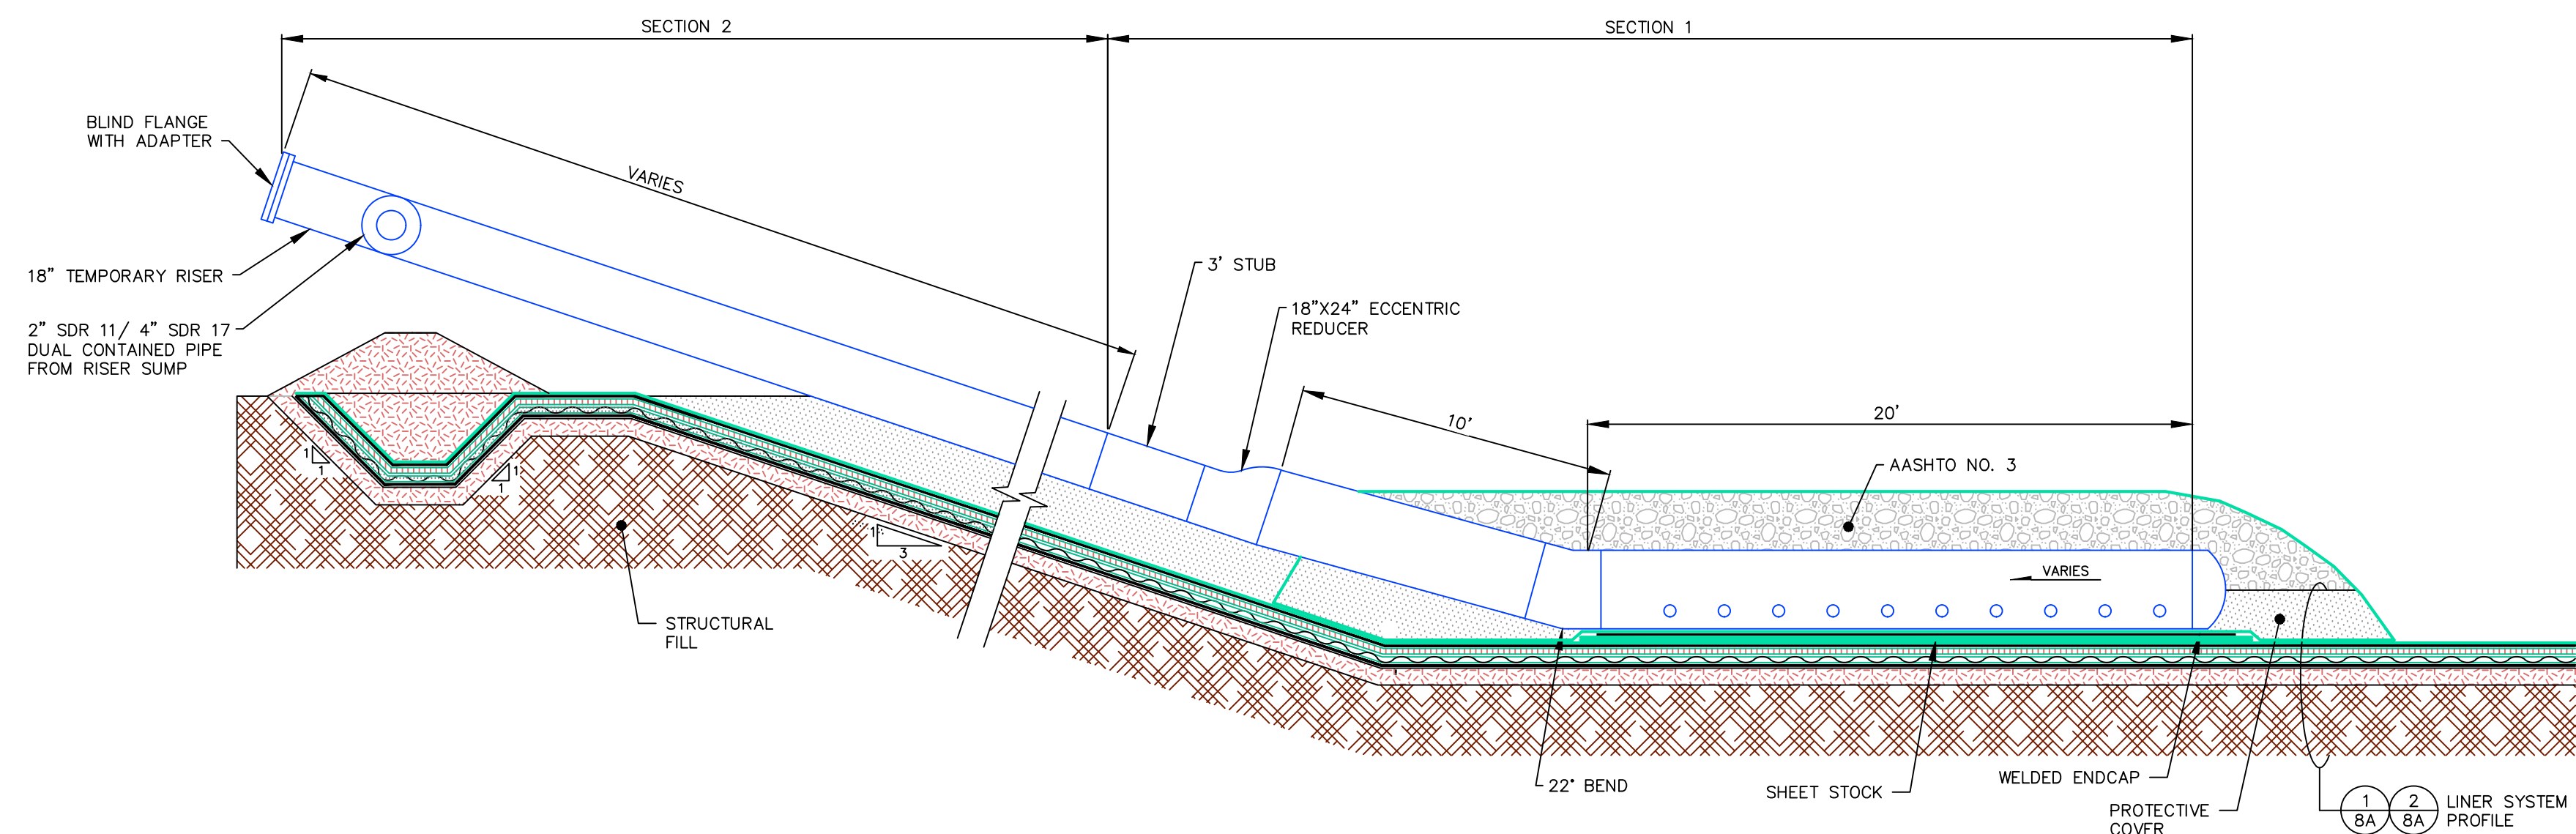 SECTION 2
SECTION 1
BLIND FLANGE
WITH ADAPTER
VARIES
18" TEMPORARY RISER
2" SDR 11/ 4" SDR 17
DUAL CONTAINED PIPE
FROM RISER SUMP
3' STUB
18"X24" ECCENTRIC
REDUCER
10'
20'
AASHTO NO. 3
1
1
1
1
1
3
VARIES
STRUCTURAL
FILL
22° BEND
SHEET STOCK
WELDED ENDCAP
PROTECTIVE
COVER
1
8A
2
8A
LINER SYSTEM
PROFILE